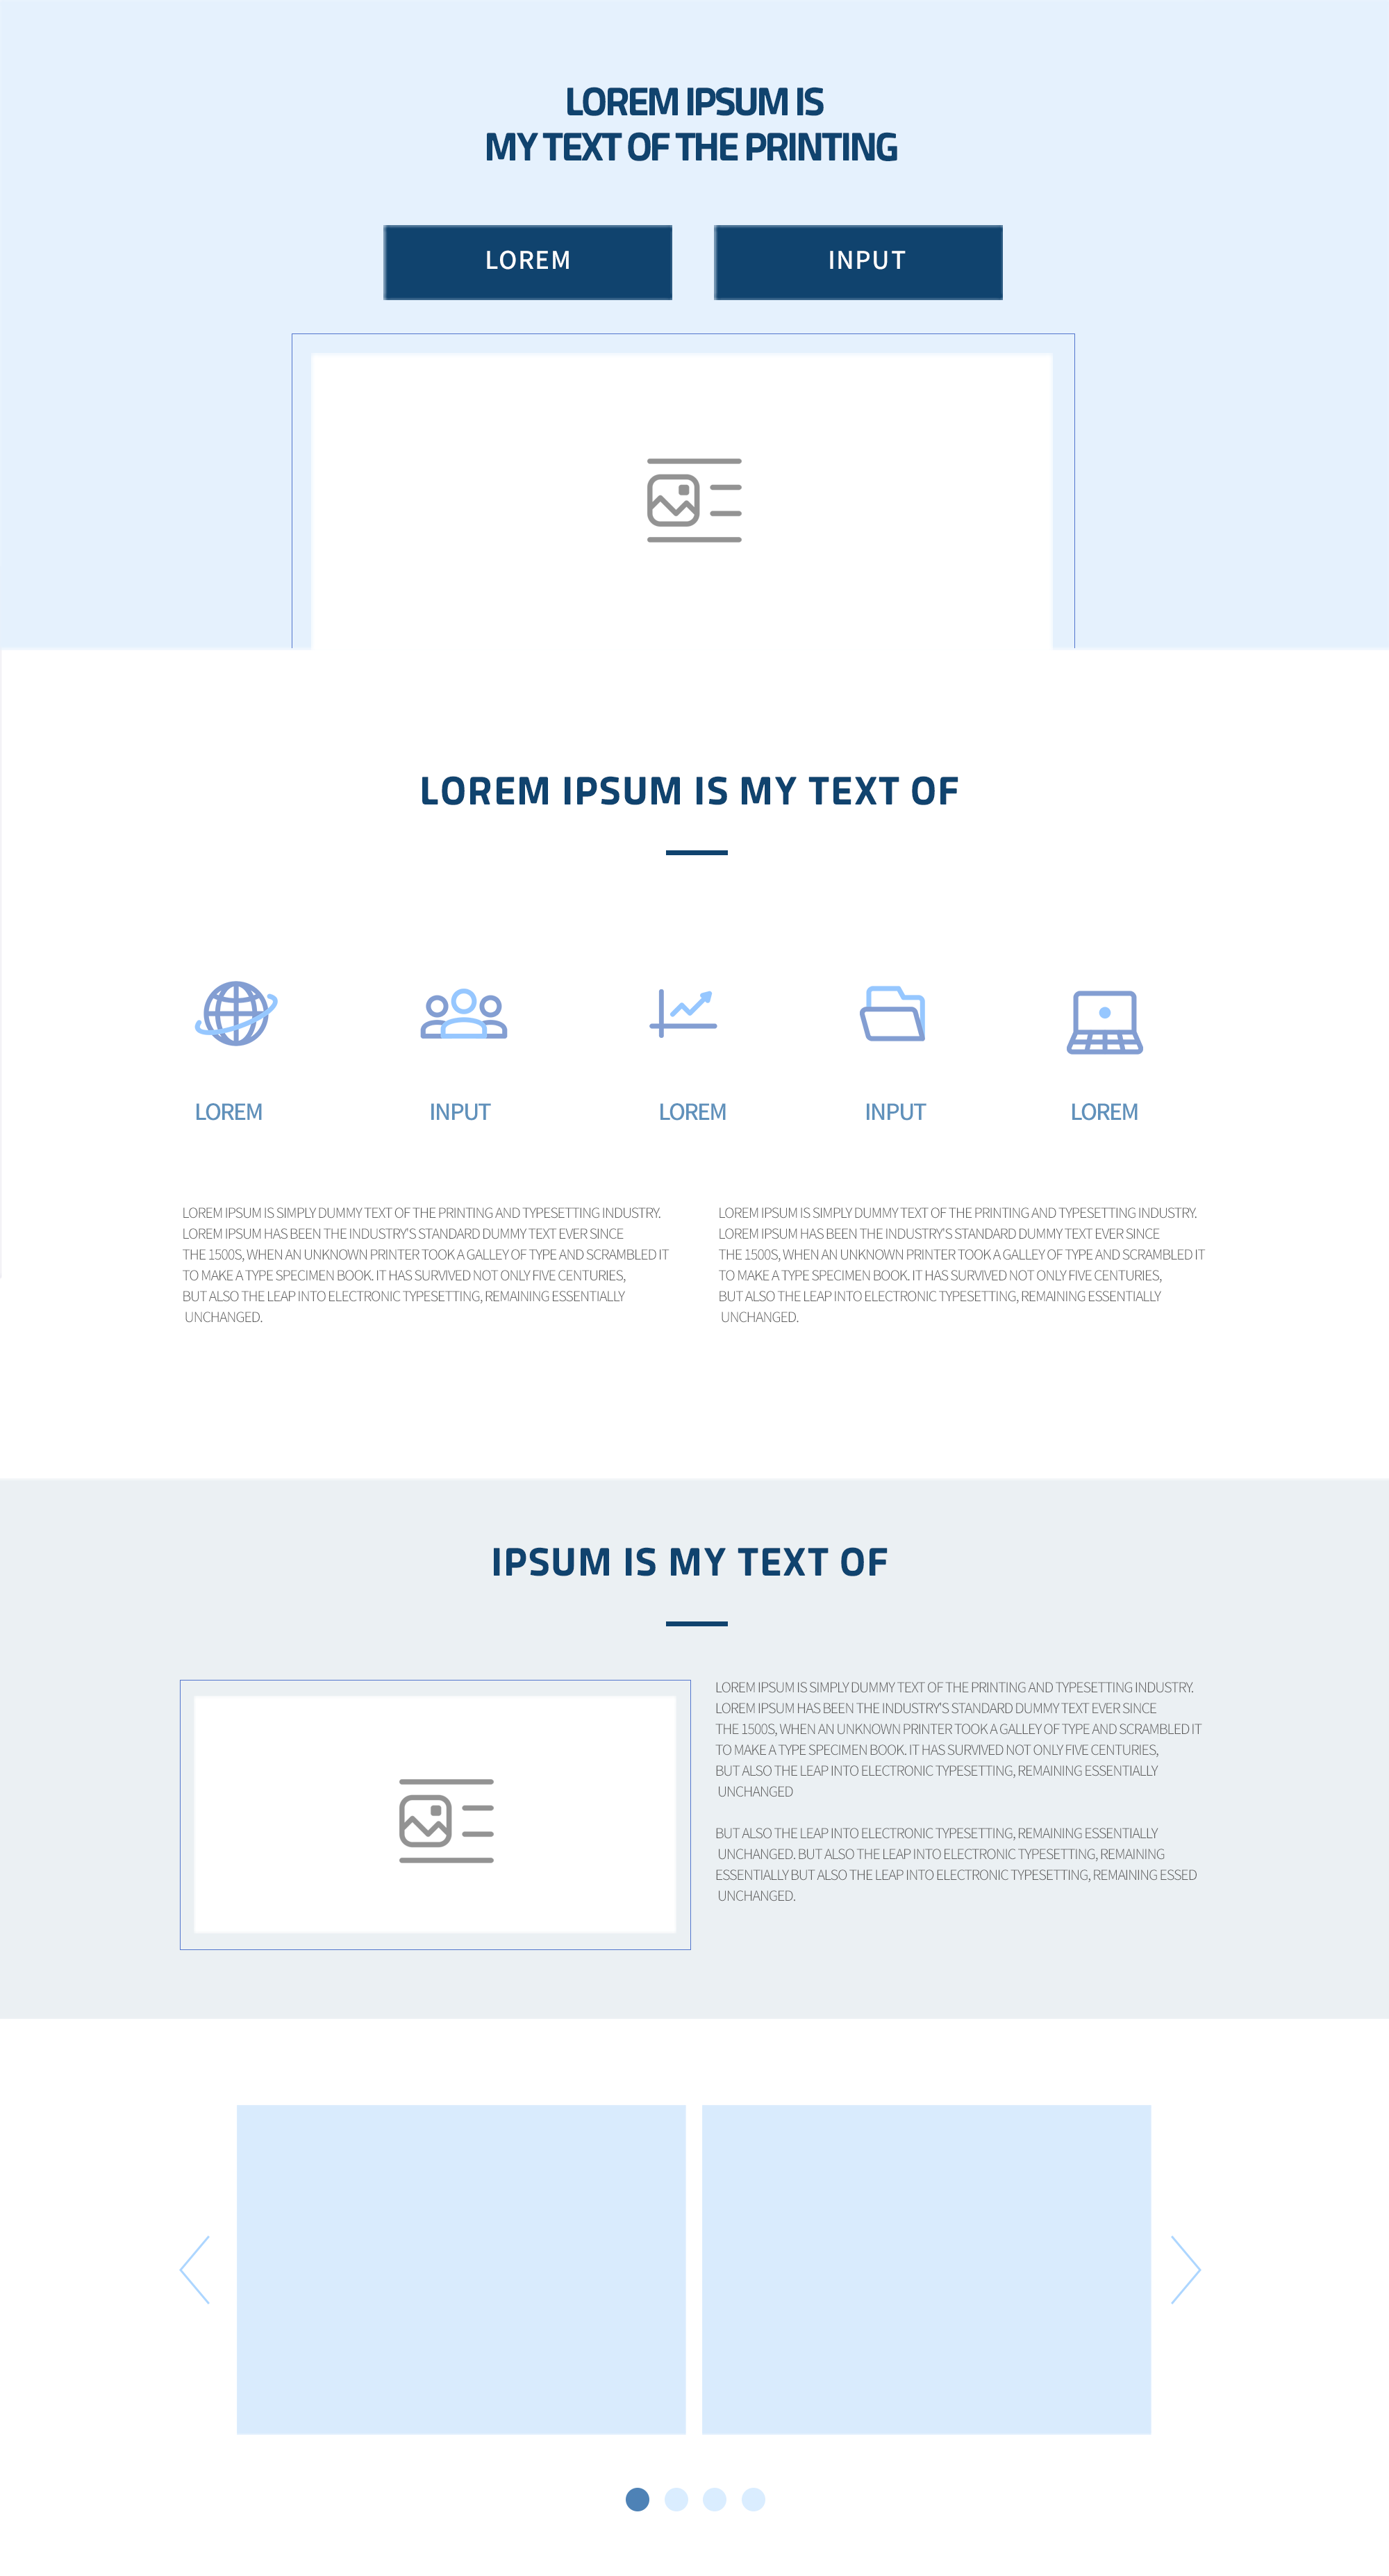 LOREM IPSUM IS
MY TEXT OF THE PRINTING
LOREM
INPUT
LOREM IPSUM IS MY TEXT OF
LOREM
INPUT
LOREM
INPUT
LOREM
LOREM IPSUM IS SIMPLY DUMMY TEXT OF THE PRINTING AND TYPESETTING INDUSTRY.
LOREM IPSUM HAS BEEN THE INDUSTRY'S STANDARD DUMMY TEXT EVER SINCE
THE 1500S, WHEN AN UNKNOWN PRINTER TOOK A GALLEY OF TYPE AND SCRAMBLED IT
TO MAKE A TYPE SPECIMEN BOOK. IT HAS SURVIVED NOT ONLY FIVE CENTURIES,
BUT ALSO THE LEAP INTO ELECTRONIC TYPESETTING, REMAINING ESSENTIALLY
UNCHANGED.
LOREM IPSUM IS SIMPLY DUMMY TEXT OF THE PRINTING AND TYPESETTING INDUSTRY.
LOREM IPSUM HAS BEEN THE INDUSTRY'S STANDARD DUMMY TEXT EVER SINCE
THE 1500S, WHEN AN UNKNOWN PRINTER TOOK A GALLEY OF TYPE AND SCRAMBLED IT
TO MAKE A TYPE SPECIMEN BOOK. IT HAS SURVIVED NOT ONLY FIVE CENTURIES,
BUT ALSO THE LEAP INTO ELECTRONIC TYPESETTING, REMAINING ESSENTIALLY
UNCHANGED.
IPSUM IS MY TEXT OF
LOREM IPSUM IS SIMPLY DUMMY TEXT OF THE PRINTING AND TYPESETTING INDUSTRY.
LOREM IPSUM HAS BEEN THE INDUSTRY'S STANDARD DUMMY TEXT EVER SINCE
THE 1500S, WHEN AN UNKNOWN PRINTER TOOK A GALLEY OF TYPE AND SCRAMBLED IT
TO MAKE A TYPE SPECIMEN BOOK. IT HAS SURVIVED NOT ONLY FIVE CENTURIES,
BUT ALSO THE LEAP INTO ELECTRONIC TYPESETTING, REMAINING ESSENTIALLY
UNCHANGED
BUT ALSO THE LEAP INTO ELECTRONIC TYPESETTING, REMAINING ESSENTIALLY
UNCHANGED. BUT ALSO THE LEAP INTO ELECTRONIC TYPESETTING, REMAINING
ESSENTIALLY BUT ALSO THE LEAP INTO ELECTRONIC TYPESETTING, REMAINING ESSED
UNCHANGED.